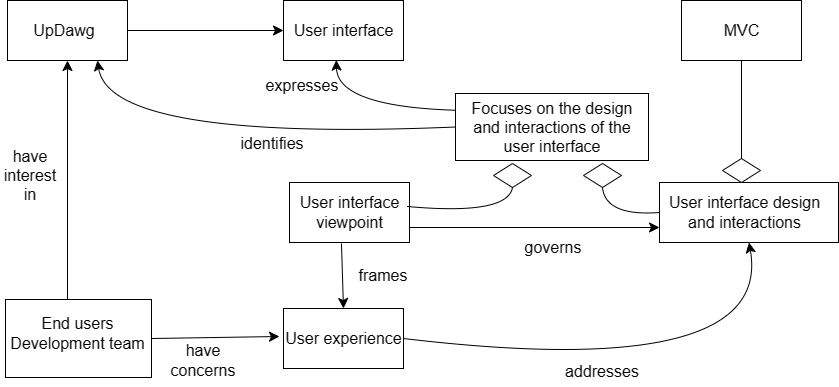 UpDawg
User interface
MVC
expresses
Focuses on the design
and interactions of the
user interface
identifies
have
interest
in
User interface
viewpoint
User interface design
and interactions
governs
frames
End users
Development team
have
concerns
User experience
addresses